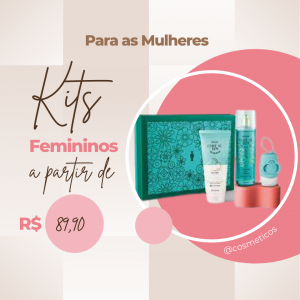 Para as Mulheres
Kits
Femininos
a partir de
R$ 89,90
@cosmeticos